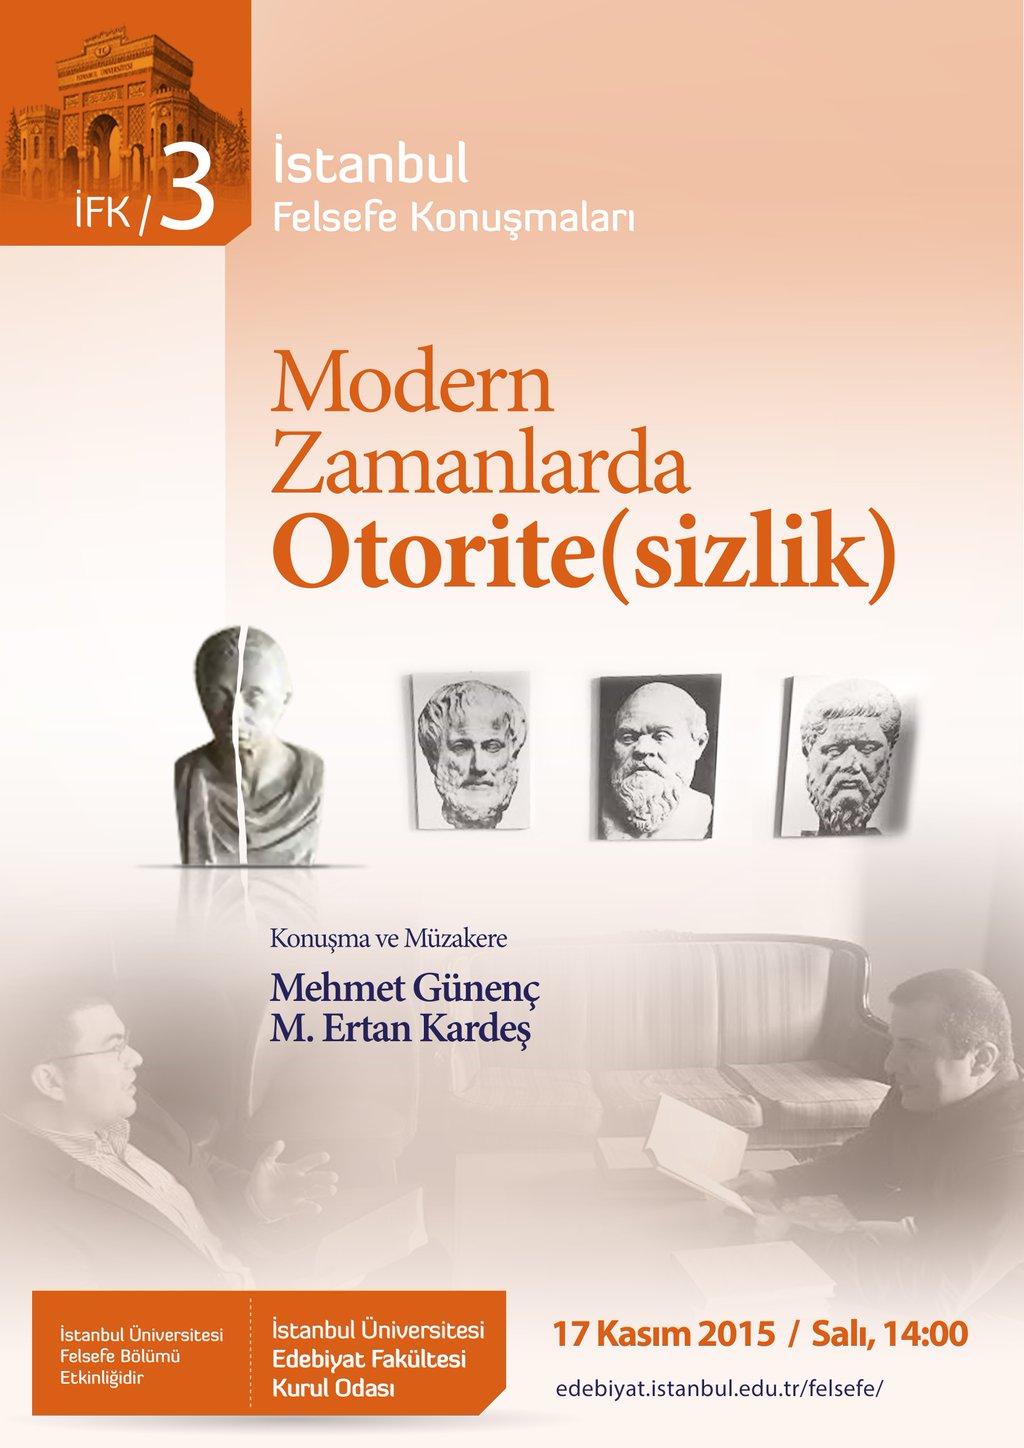 İFK / 3
İstanbul
Felsefe Konuşmaları
Modern
Zamanlarda
Otorite(sizlik)
Konuşma ve Müzakere
Mehmet Günenç
M. Ertan Kardeş
İstanbul Üniversitesi
Felsefe Bölümü
Etkinliğidir
İstanbul Üniversitesi
Edebiyat Fakültesi
Kurul Odası
17 Kasım 2015 / Salı, 14:00
edebiyat.istanbul.edu.tr/felsefe/